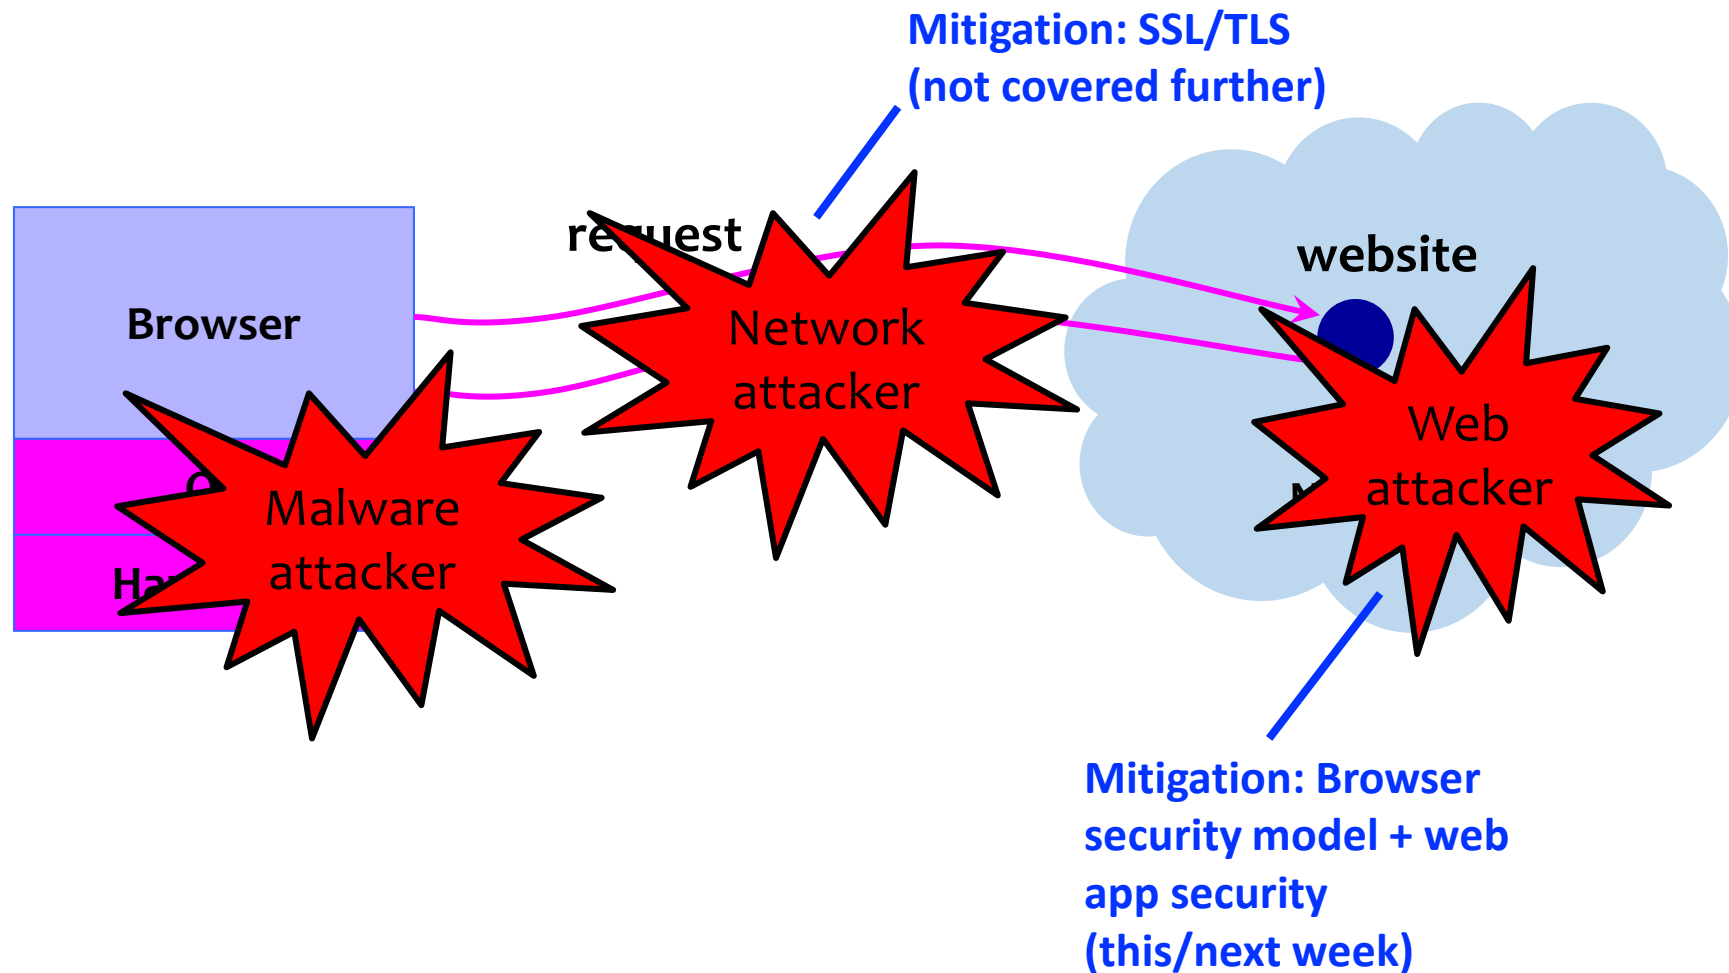 Mitigation: SSL/TLS
(not covered further)
request
website
Browser
Network
attacker
Web
attacker
Malware
attacker
Mitigation: Browser
security model + web
app security
(this/next week)